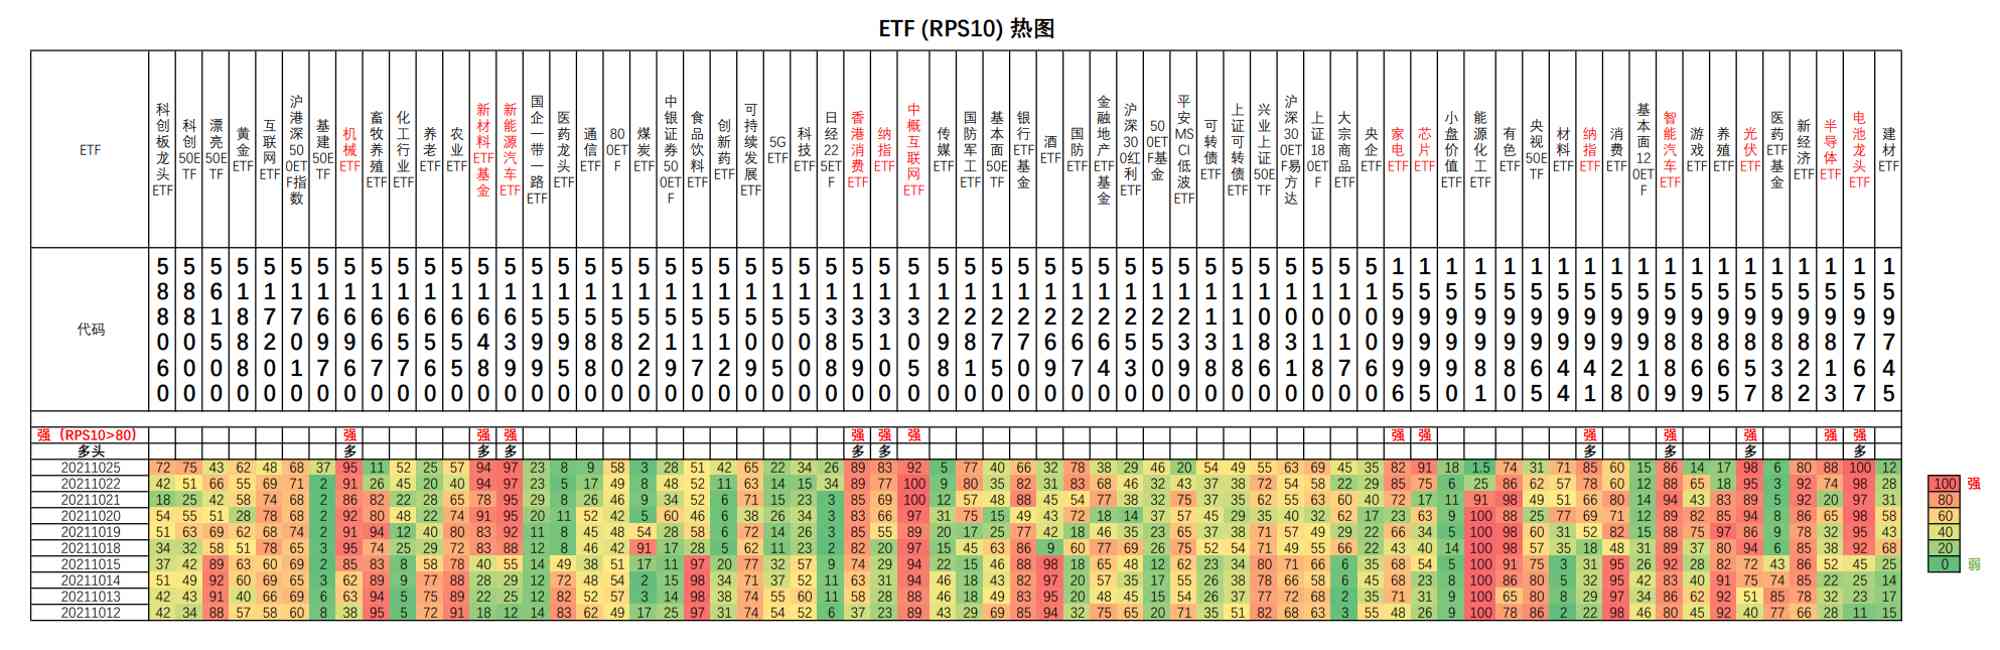 ETF (RPS10) 热图
ETF 科创板龙头ETF 科创50ETF 漂亮50ETF 黄金ETF 互联网ETF 沪港深500ETF指数 基建50ETF 机械ETF 畜牧养殖ETF 化工行业ETF 养老ETF 农业ETF 新材料ETF基金 新能源汽车ETF 国企一带一路ETF 医药龙头ETF 通信ETF 800ETF 煤炭ETF 中银证券500ETF 食品饮料ETF 创新药ETF 可持续发展ETF 5GETF 科技ETF 日经225ETF 香港消费ETF 纳指ETF 中概互联网ETF 传媒ETF 国防军工ETF 基本面50ETF 银行ETF基金 酒ETF 国防ETF 金融地产ETF基金 沪深300红利ETF 500ETF基金 平安MSCI低波ETF 可转债ETF 上证可转债ETF 兴业上证50ETF 沪深300ETF易方达 上证180ETF 大宗商品ETF 央企ETF 家电ETF 芯片ETF 小盘价值ETF 能源化工ETF 有色ETF 央视50ETF 材料ETF 纳指ETF 消费ETF 基本面120ETF 智能汽车ETF 游戏ETF 养殖ETF 光伏ETF 医药ETF基金 新经济ETF 半导体ETF 电池龙头ETF 建材ETF
代码 588060 588000 561500 518880 517200 517010 516970 516960 516670 516570 516560 516550 516480 516390 515990 515950 515880 515800 515220 515190 515170 515120 515090 515050 515000 513880 513590 513100 513050 512980 512810 512750 512700 512690 512670 512640 512530 512500 512390 511380 511180 510860 510310 510180 510170 510060 159996 159995 159990 159981 159980 159965 159944 159941 159928 159910 159889 159869 159865 159857 159838 159822 159813 159767 159745
强（RPS10>80） 强 强 强 强 强 强 强 强 强 强 强 强 强
多头 多 多 多 多 多 多 多 多 多
20211025 72 75 43 62 48 68 37 95 11 52 25 57 94 97 23 8 9 58 3 28 51 42 65 22 34 26 89 83 92 5 77 40 66 32 78 38 29 46 20 54 49 55 63 69 45 35 82 91 18 1.5 74 31 71 85 60 15 86 14 17 98 6 80 88 100 12
20211022 42 51 66 55 69 71 2 91 26 45 20 40 94 97 23 5 17 49 8 48 52 11 63 14 15 34 89 77 100 9 80 35 82 31 83 68 46 32 43 37 38 72 54 58 22 29 85 75 6 25 86 62 57 78 60 12 88 65 18 95 3 92 74 98 28
20211021 18 25 42 58 74 68 2 86 82 22 28 65 78 95 29 8 26 46 9 34 52 6 71 15 23 3 85 69 100 12 57 48 88 45 54 77 38 32 75 37 35 62 55 63 60 40 72 17 11 91 98 49 51 66 80 14 94 43 83 89 5 92 20 97 31
20211020 54 55 51 28 78 68 2 92 80 48 22 74 91 95 20 11 52 42 5 60 46 6 38 26 34 3 83 66 97 31 75 15 49 43 72 18 14 37 57 45 29 35 40 32 62 17 23 63 9 100 88 25 77 69 71 12 89 82 85 94 8 86 65 98 58
20211019 51 63 69 62 68 74 2 91 94 12 40 80 83 92 11 8 45 48 54 28 58 6 72 14 26 3 85 55 89 20 17 25 77 42 18 46 35 23 65 37 38 71 57 49 29 22 66 34 5 100 98 60 31 52 82 15 88 75 97 86 9 78 32 95 43
20211018 34 32 58 51 78 65 3 95 74 25 29 72 83 88 12 8 46 42 91 17 28 5 62 11 23 2 82 20 97 15 45 63 86 9 60 77 69 26 75 52 54 71 49 55 66 22 43 40 14 100 98 57 35 18 48 31 89 37 80 94 6 85 38 92 68
20211015 37 42 89 63 60 69 2 85 83 8 52 78 40 55 14 49 38 51 17 11 97 20 77 32 57 9 74 29 94 22 15 46 88 98 18 65 48 12 62 23 34 80 71 66 6 35 68 54 5 100 91 75 3 31 95 26 92 28 82 72 43 86 52 45 25
20211014 51 49 92 60 69 65 3 62 89 9 77 88 28 29 12 72 48 54 2 15 98 34 71 37 52 11 63 31 94 46 18 43 82 97 20 57 35 17 55 26 38 78 66 58 6 45 68 23 8 100 86 80 5 32 95 42 83 40 91 75 74 85 22 25 14
20211013 42 43 91 40 66 69 6 63 94 5 75 89 22 25 12 82 52 57 3 14 98 38 74 55 60 11 58 28 88 46 18 49 83 95 20 48 45 15 54 26 37 77 72 68 2 35 71 31 9 100 65 80 8 29 97 34 86 62 92 51 85 78 32 23 17
20211012 42 34 88 57 58 60 8 38 95 5 72 91 18 12 14 83 62 49 17 25 97 31 74 54 52 6 37 23 89 43 29 69 85 94 32 75 65 20 71 35 51 82 68 63 3 55 48 26 9 100 78 86 2 22 98 46 80 45 92 40 77 66 28 11 15
100 强
80
60
40
20
0 弱